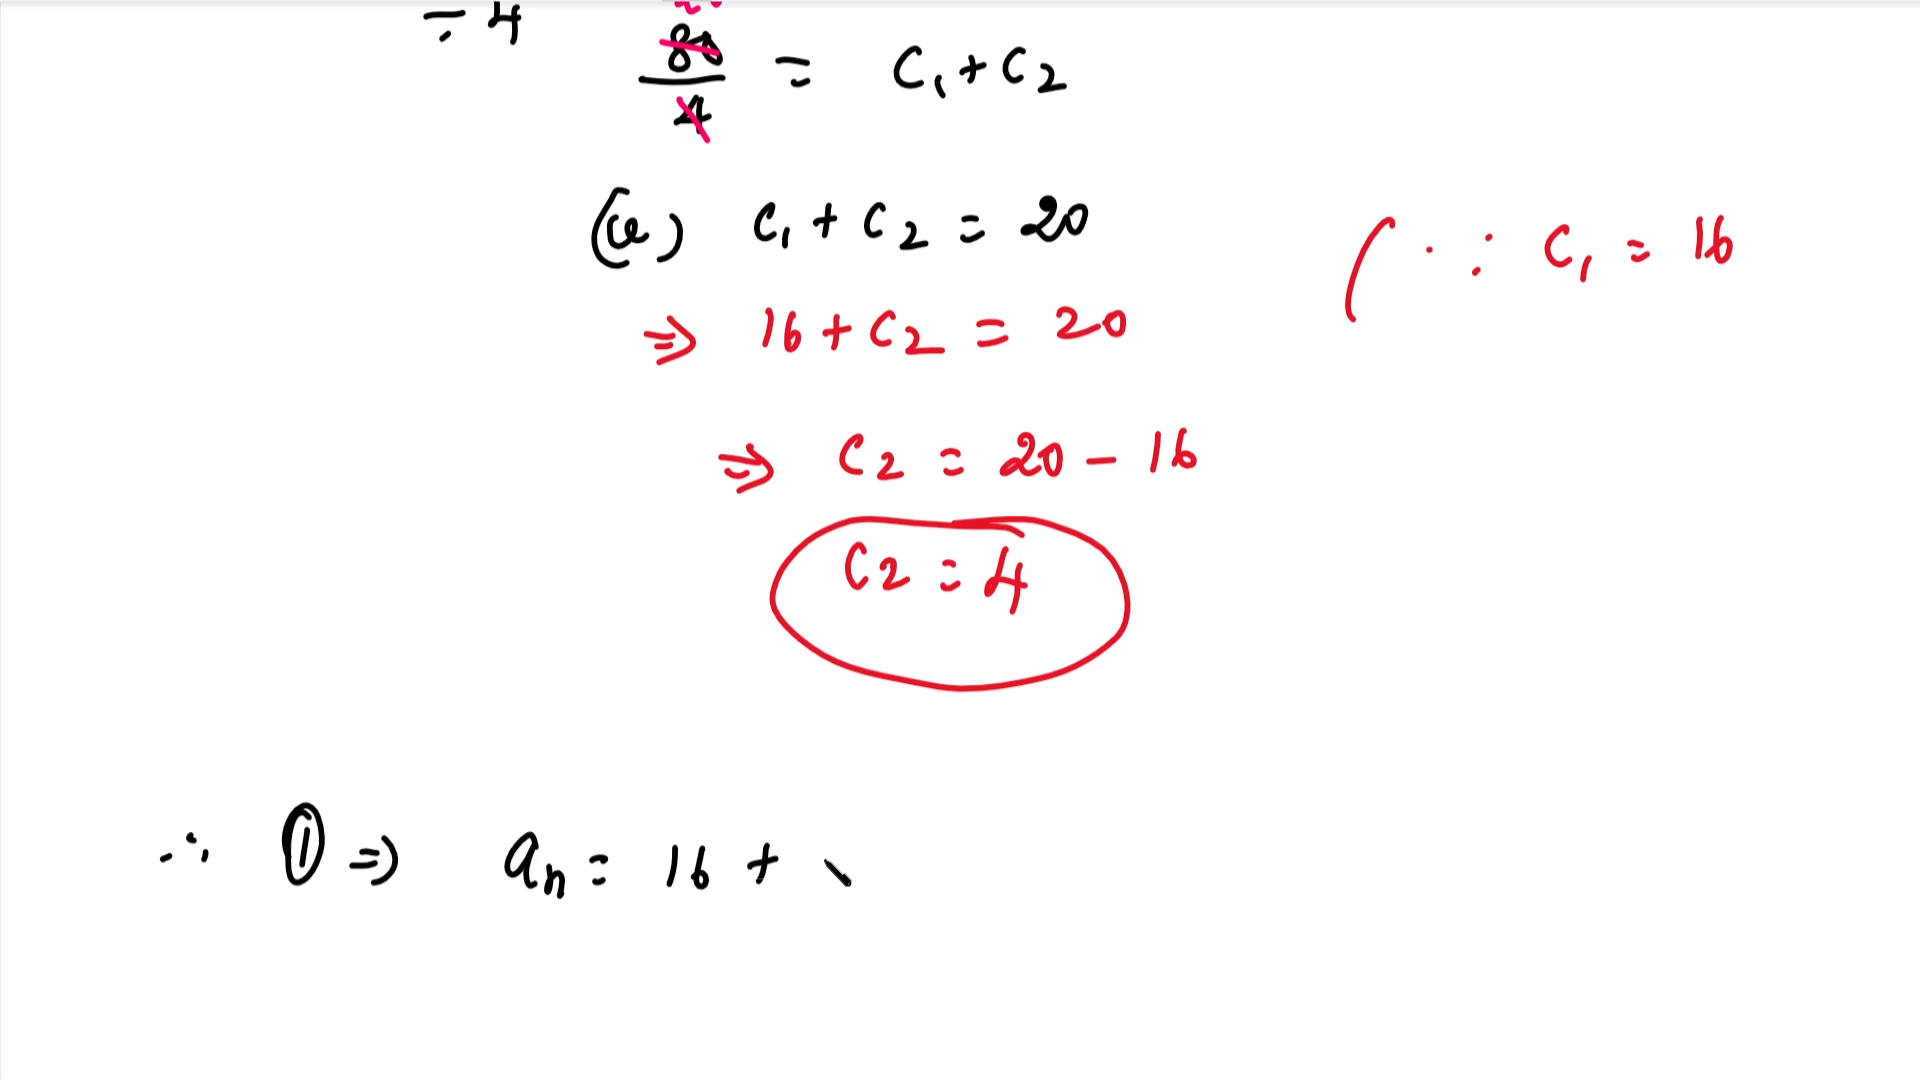 ÷ 4
80/4 = C₁ + C₂
(ie) C₁ + C₂ = 20
(∵ C₁ = 16
⇒ 16 + C₂ = 20
⇒ C₂ = 20 - 16
C₂ = 4
∴ ① ⇒ aₙ = 16 +